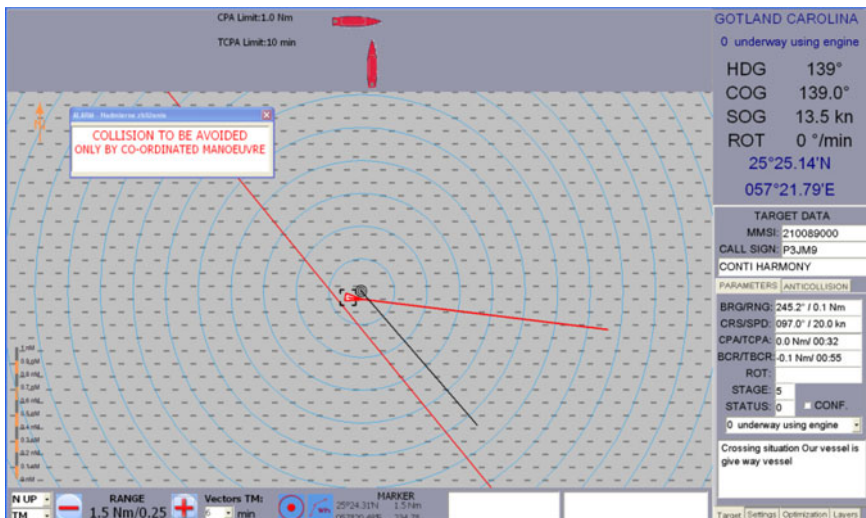 CPA Limit:1.0 Nm
TCPA Limit:10 min
N
COLLISION TO BE AVOIDED
ONLY BY CO-ORDINATED MANOEUVRE
GOTLAND CAROLINA
0 underway using engine
HDG 139°
COG 139.0°
SOG 13.5 kn
ROT 0 °/min
25°25.14'N
057°21.79'E
TARGET DATA
MMSI: 210089000
CALL SIGN: P3JM9
CONTI HARMONY
PARAMETERS ANTICOLLISION
BRG/RNG: 245.2° / 0.1 Nm
CRS/SPD: 097.0° / 20.0 kn
CPA/TCPA: 0.0 Nm/ 00:32
BCR/TBCR: -0.1 Nm/ 00:55
ROT:
STAGE: 5
STATUS: 0 CONF.
0 underway using engine
Crossing situation Our vessel is
give way vessel
Target Settings Optimization Layers
N UP
TM
RANGE
1.5 Nm/0.25
Vectors TM:
6 min
MARKER
25°24.31'N 1.5 Nm